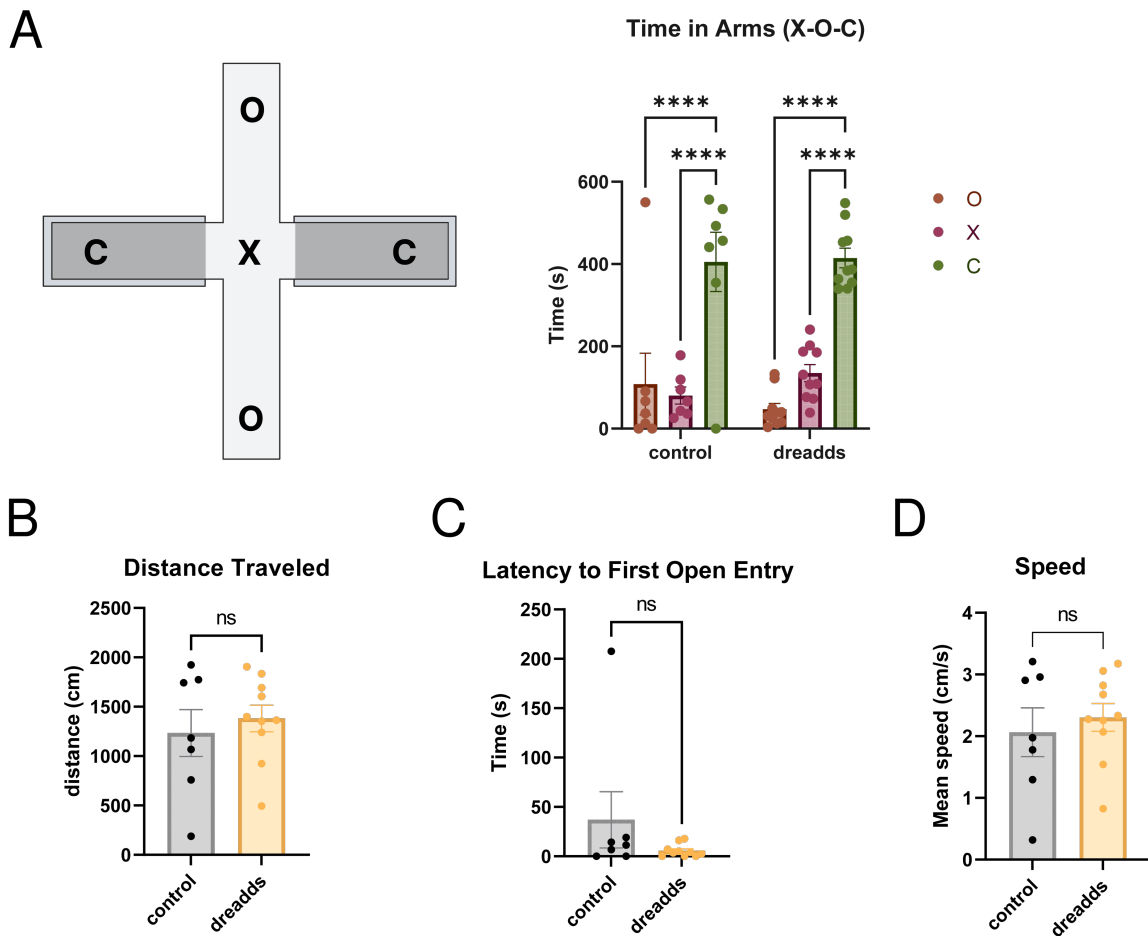 A
Time in Arms (X-O-C)
O
C
X
C
O
**** ****
**** ****
600
400
200
0
Time (s)
control
dreadds
O
X
C
B
Distance Traveled
ns
2500
2000
1500
1000
500
0
distance (cm)
control
dreadds
C
Latency to First Open Entry
ns
250
200
150
100
50
0
Time (s)
control
dreadds
D
Speed
ns
4
3
2
1
0
Mean speed (cm/s)
control
dreadds